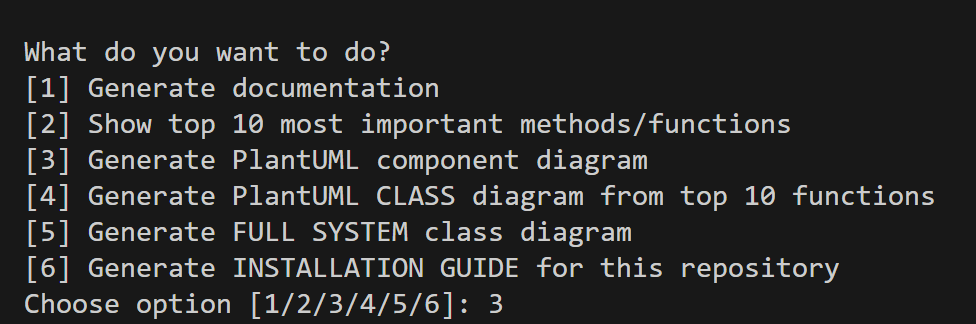 What do you want to do?
[1] Generate documentation
[2] Show top 10 most important methods/functions
[3] Generate PlantUML component diagram
[4] Generate PlantUML CLASS diagram from top 10 functions
[5] Generate FULL SYSTEM class diagram
[6] Generate INSTALLATION GUIDE for this repository
Choose option [1/2/3/4/5/6]: 3